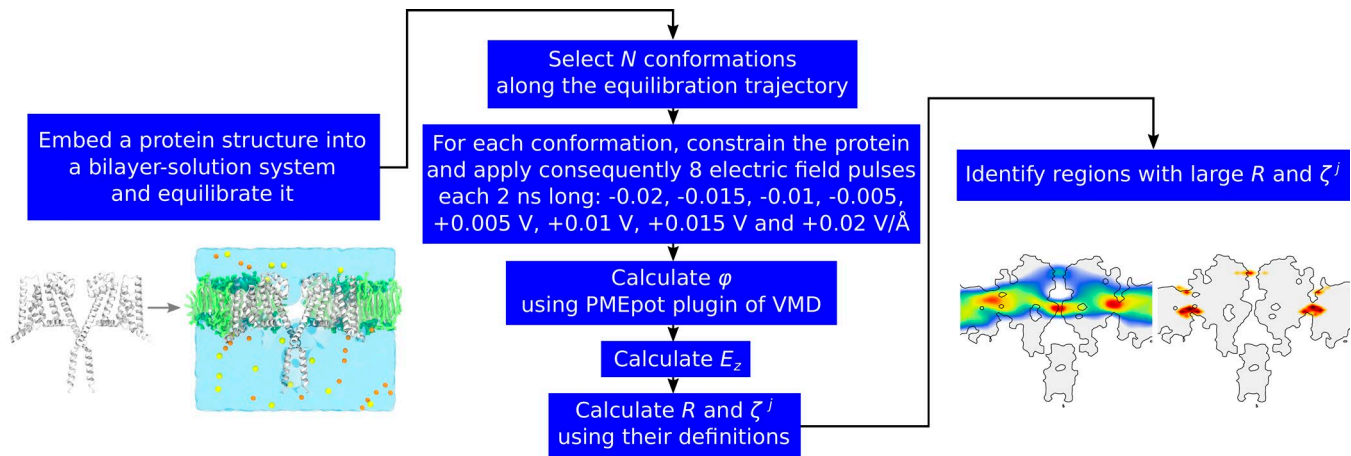 Embed a protein structure into
a bilayer-solution system
and equilibrate it
Select N conformations
along the equilibration trajectory
For each conformation, constrain the protein
and apply consequently 8 electric field pulses
each 2 ns long: -0.02, -0.015, -0.01, -0.005,
+0.005 V, +0.01 V, +0.015 V and +0.02 V/Å
Calculate φ
using PMEpot plugin of VMD
Calculate E_z
Calculate R and ζ^j
using their definitions
Identify regions with large R and ζ^j